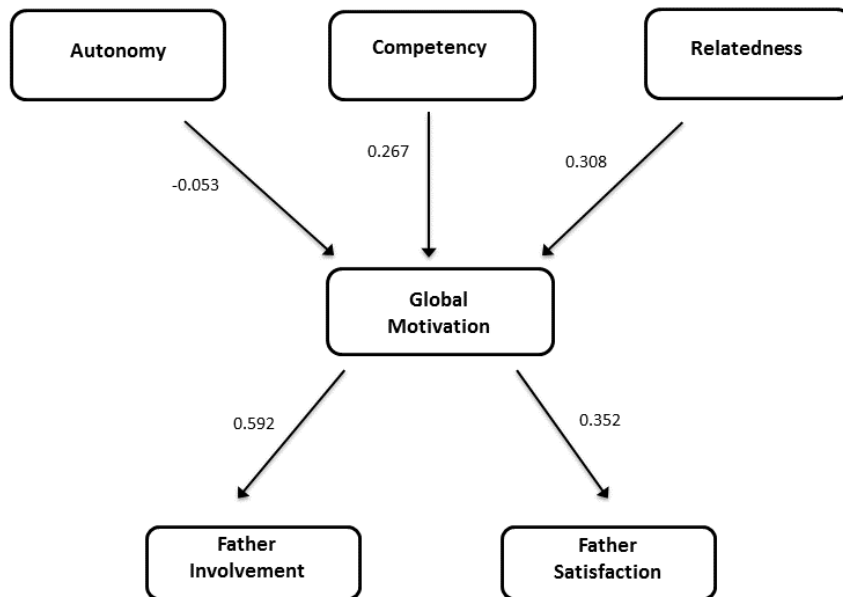 Autonomy
Competency
Relatedness
-0.053
0.267
0.308
Global
Motivation
0.592
0.352
Father
Involvement
Father
Satisfaction